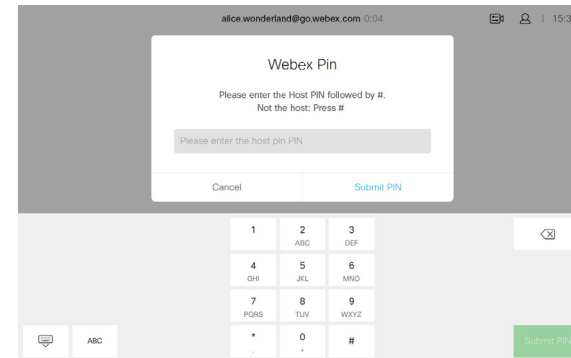 alice.wonderland@go.webex.com 0:04
15:3
Webex Pin
Please enter the Host PIN followed by #.
Not the host: Press #
Please enter the host pin PIN
Cancel Submit PIN
1 2 3
ABC DEF
4 5 6
GHI JKL MNO
7 8 9
PQRS TUV WXYZ
* 0 #
. +
ABC
Submit PIN